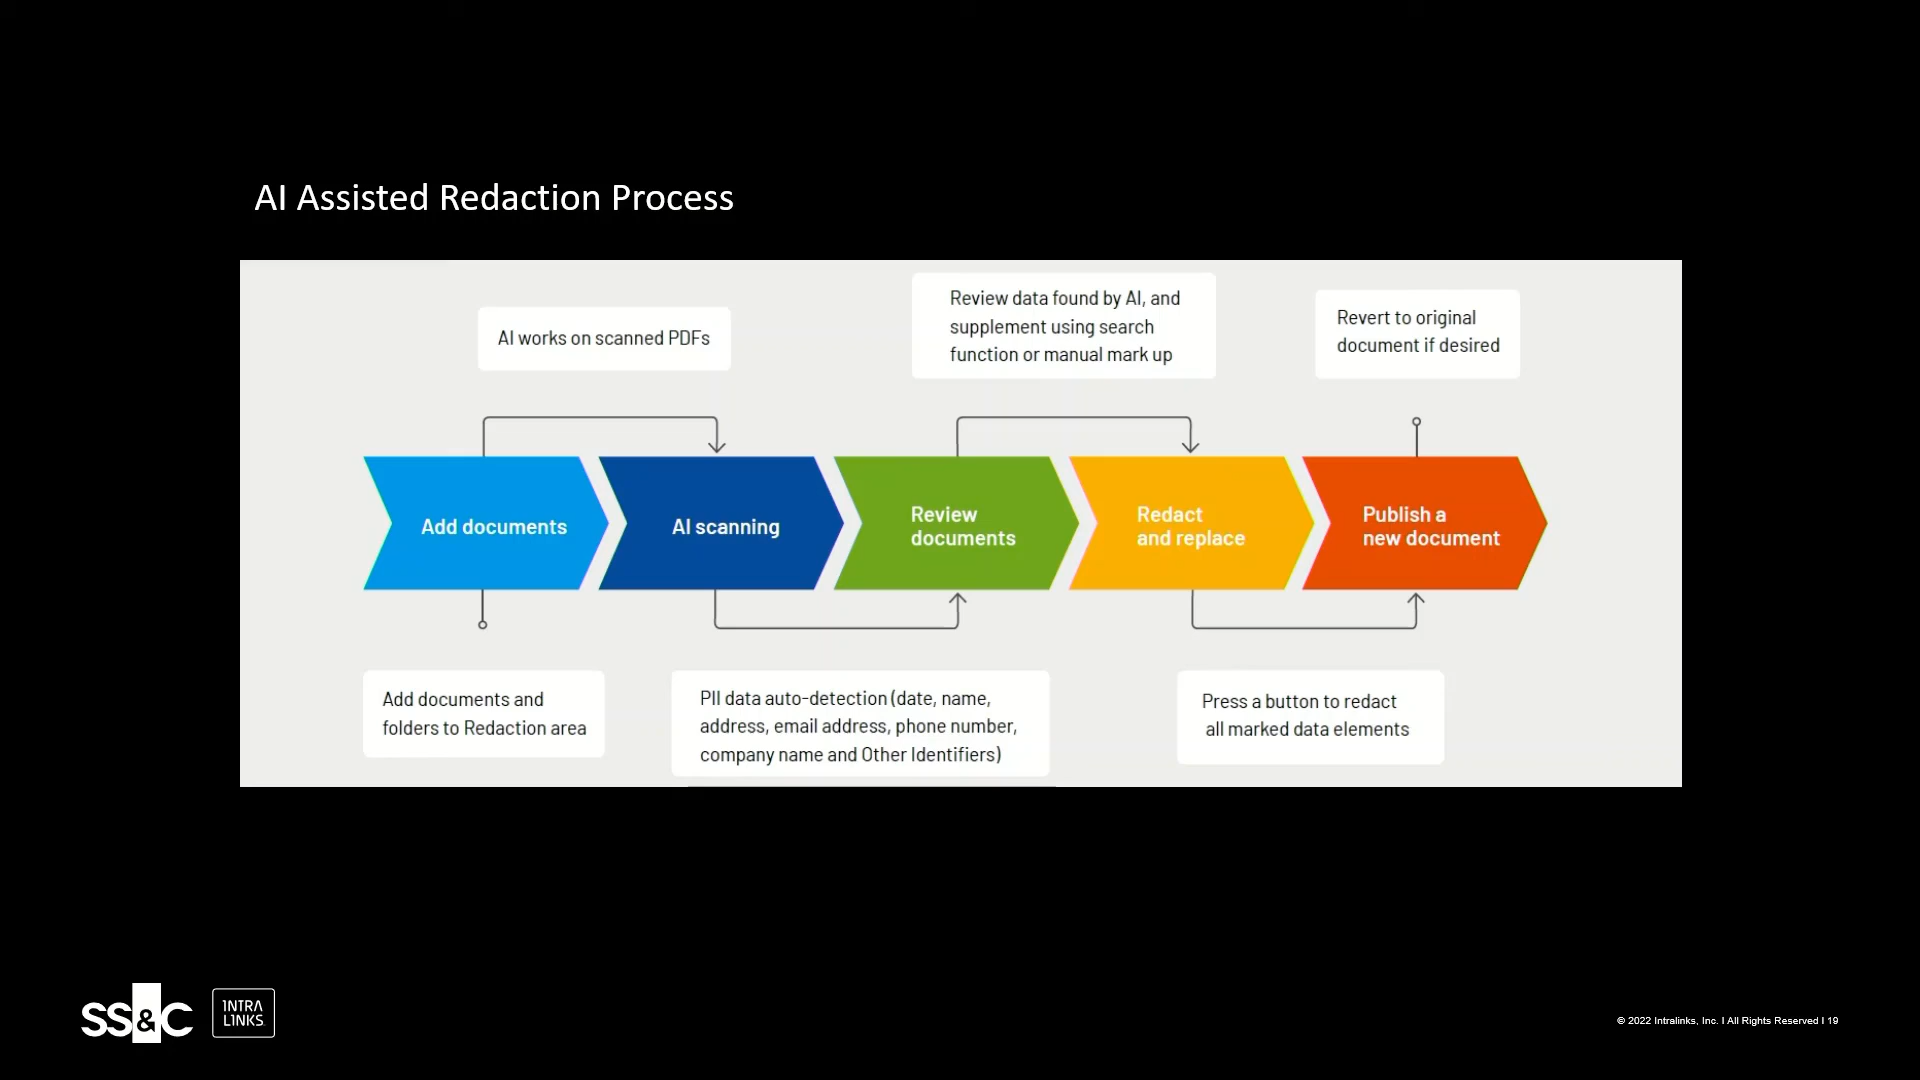 AI Assisted Redaction Process
AI works on scanned PDFs
Review data found by AI, and
supplement using search
function or manual mark up
Revert to original
document if desired
Add documents
AI scanning
Review
documents
Redact
and replace
Publish a
new document
Add documents and
folders to Redaction area
PII data auto-detection (date, name,
address, email address, phone number,
company name and Other Identifiers)
Press a button to redact
all marked data elements
SS&C
INTRA
LINKS
© 2022 Intralinks, Inc. I All Rights Reserved I 19